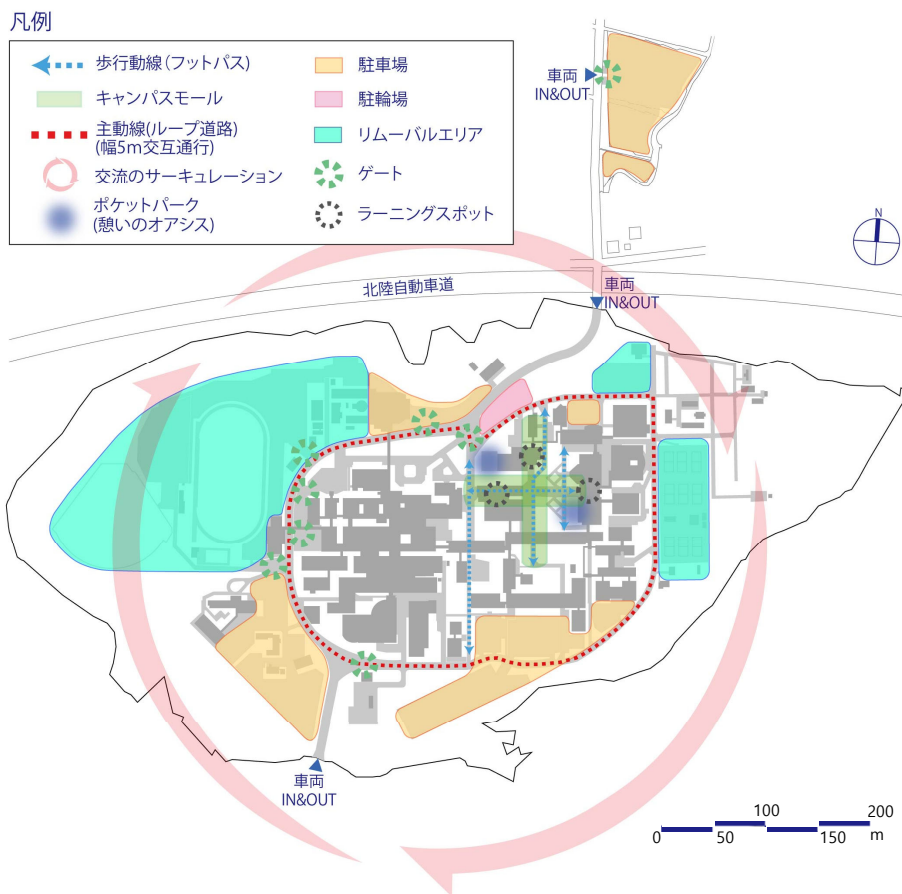 凡例
歩行動線(フットパス)
キャンパスモール
主動線(ループ道路)
(幅5m交互通行)
交流のサーキュレーション
ポケットパーク
(憩いのオアシス)
駐車場
駐輪場
リムーバルエリア
ゲート
ラーニングスポット
車両
IN&OUT
N
北陸自動車道
車両
IN&OUT
車両
IN&OUT
100
200
0
50
150
m